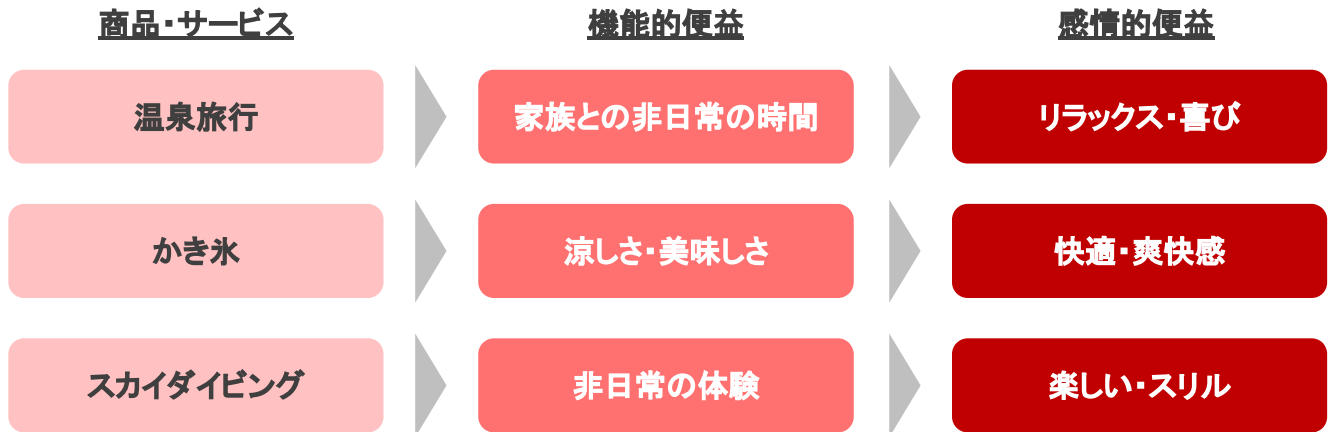 商品・サービス
機能的便益
感情的便益
温泉旅行
家族との非日常の時間
リラックス・喜び
かき氷
涼しさ・美味しさ
快適・爽快感
スカイダイビング
非日常の体験
楽しい・スリル